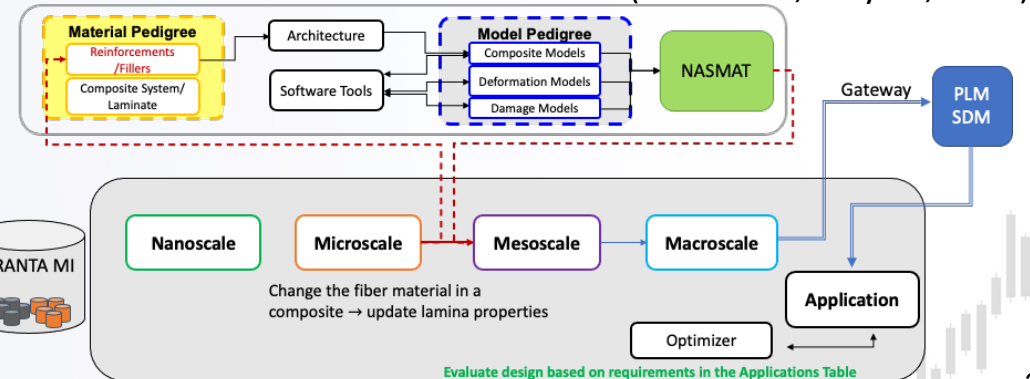 Material Pedigree
Reinforcements
/Fillers
Composite System/
Laminate
Architecture
Software Tools
Model Pedigree
Composite Models
Deformation Models
Damage Models
NASMAT
Gateway
PLM
SDM
RANTA MI
Nanoscale
Microscale
Mesoscale
Macroscale
Change the fiber material in a
composite → update lamina properties
Application
Optimizer
Evaluate design based on requirements in the Applications Table